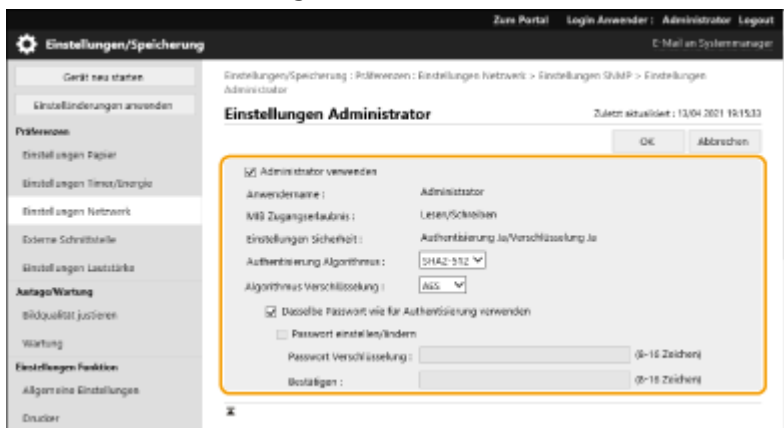 Zum Portal Login Anwender : Administrator Logout
Einstellungen/Speicherung E-Mail an Systemmanager
Gerät neu starten
Einstelländerungen anwenden
Präferenzen
Einstellungen Papier
Einstellungen Timer/Energie
Einstellungen Netzwerk
Externe Schnittstelle
Einstellungen Lautstärke
Justage/Wartung
Bildqualität justieren
Wartung
Einstellungen Funktion
Allgemeine Einstellungen
Drucker
Einstellungen/Speicherung : Präferenzen : Einstellungen Netzwerk > Einstellungen SNMP > Einstellungen
Administrator
Einstellungen Administrator Zuletzt aktualisiert : 13/04 2021 19:15:33
OK Abbrechen
Administrator verwenden
Anwendername : Administrator
MIB Zugangserlaubnis : Lesen/Schreiben
Einstellungen Sicherheit : Authentisierung Ja/Verschlüsselung Ja
Authentisierung Algorithmus : SHA2-512
Algorithmus Verschlüsselung : AES
Dasselbe Passwort wie für Authentisierung verwenden
Passwort einstellen/ändern
Passwort Verschlüsselung : (6-16 Zeichen)
Bestätigen : (6-16 Zeichen)